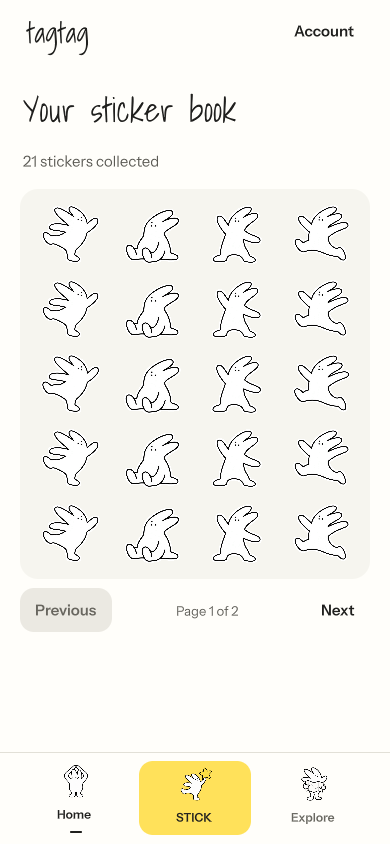 tagtag
Account
Your sticker book
21 stickers collected
Previous
Page 1 of 2
Next
Home
STICK
Explore